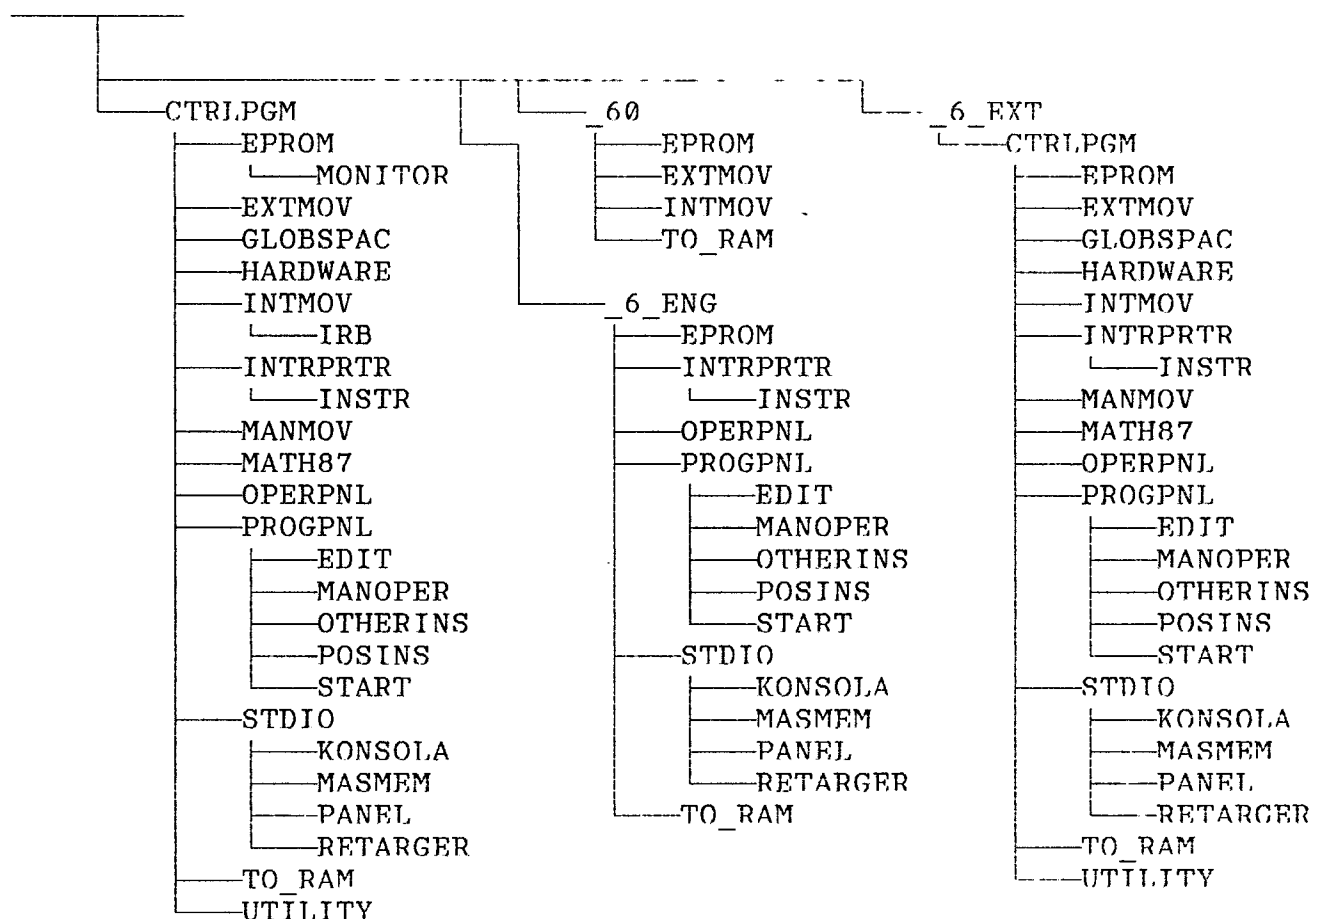 CTRLPGM
EPROM
MONITOR
EXTMOV
GLOBSPAC
HARDWARE
INTMOV
IRB
INTRPRTR
INSTR
MANMOV
MATH87
OPERPNL
PROGPNL
EDIT
MANOPER
OTHERINS
POSINS
START
STDIO
KONSOLA
MASMEM
PANEL
RETARGER
TO_RAM
UTILITY
_60
EPROM
EXTMOV
INTMOV
TO_RAM
_6_ENG
EPROM
INTRPRTR
INSTR
OPERPNL
PROGPNL
EDIT
MANOPER
OTHERINS
POSINS
START
STDIO
KONSOLA
MASMEM
PANEL
RETARGER
TO_RAM
_6_EXT
CTRLPGM
EPROM
EXTMOV
GLOBSPAC
HARDWARE
INTMOV
INTRPRTR
INSTR
MANMOV
MATH87
OPERPNL
PROGPNL
EDIT
MANOPER
OTHERINS
POSINS
START
STDIO
KONSOLA
MASMEM
PANEL
RETARGER
TO_RAM
UTILITY